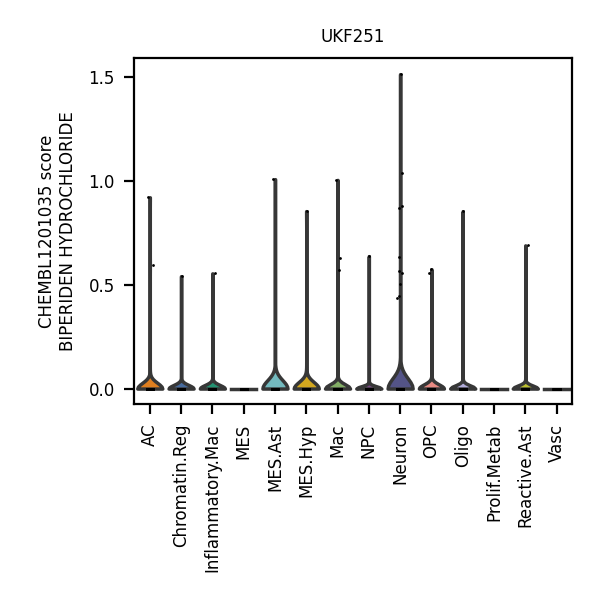 UKF251
CHEMBL1201035 score
BIPERIDEN HYDROCHLORIDE
1.5
1.0
0.5
0.0
AC
Chromatin.Reg
Inflammatory.Mac
MES
MES.Ast
MES.Hyp
Mac
NPC
Neuron
OPC
Oligo
Prolif.Metab
Reactive.Ast
Vasc